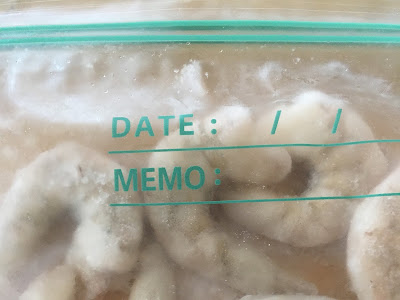 DATE : / /
MEMO :